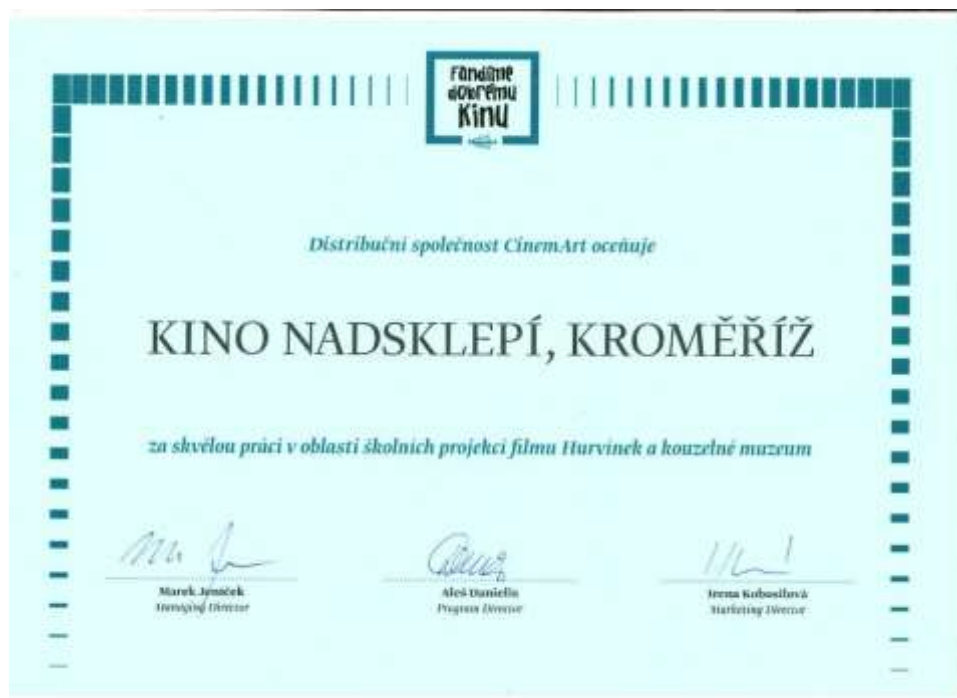 Fandíme
dobrému
Kinu
Distribuční společnost CinemArt oceňuje
KINO NADSKLEPÍ, KROMĚŘÍŽ
za skvělou práci v oblasti školních projekcí filmu Hurvínek a kouzelné muzeum
Marek Jeníček
Managing Director
Aleš Danielis
Program Director
Irena Kobosilová
Marketing Director